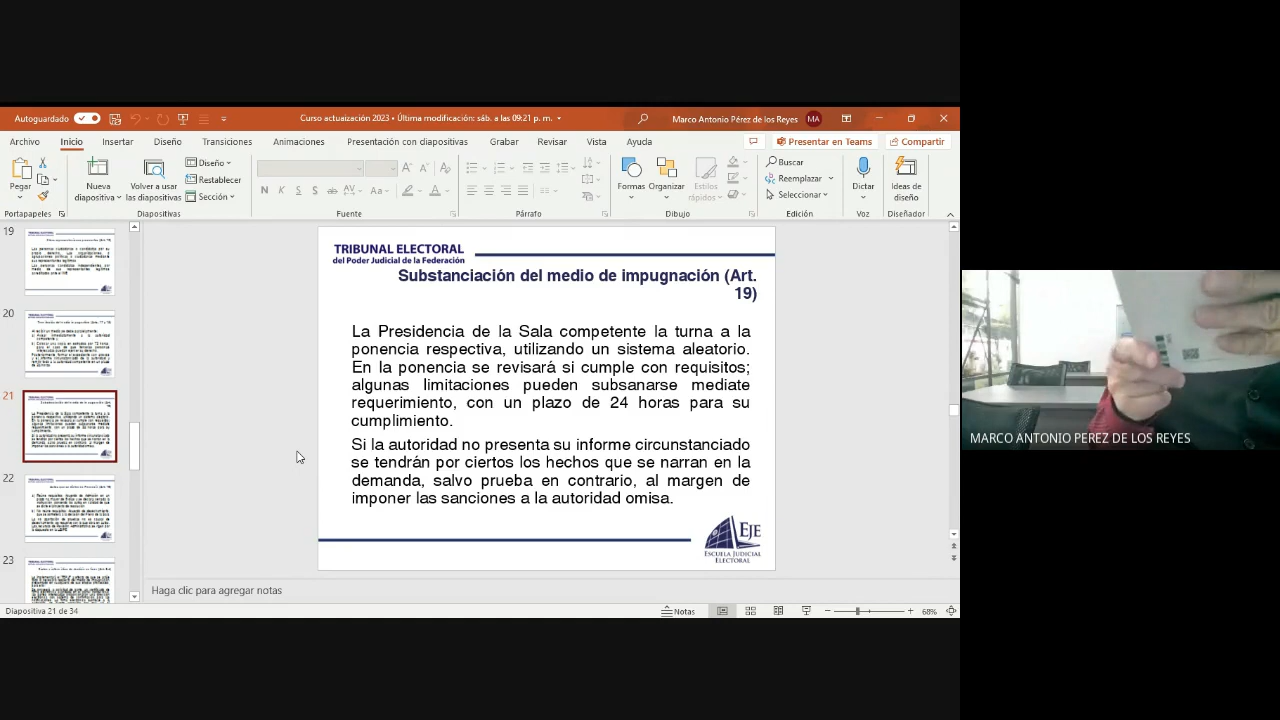 Autoguardado
Curso actuaización 2023 • Última modificación: sáb. a las 09:21 p. m.
Marco Antonio Pérez de los Reyes
MA
Archivo
Inicio
Insertar
Diseño
Transiciones
Animaciones
Presentación con diapositivas
Grabar
Revisar
Vista
Ayuda
Presentar en Teams
Compartir
Pegar
Nueva
diapositiva
Volver a usar
las diapositivas
Diseño
Restablecer
Sección
N K S S ab AV Aa A
Formas
Organizar
Estilos
rápidos
Buscar
Reemplazar
Seleccionar
Dictar
Ideas de
diseño
Portapapeles
Diapositivas
Fuente
Párrafo
Dibujo
Edición
Voz
Diseñador
19
20
21
22
23
TRIBUNAL ELECTORAL
del Poder Judicial de la Federación
Substanciación del medio de impugnación (Art.
19)
La Presidencia de la Sala competente la turna a la
ponencia respectiva, utilizando un sistema aleatorio.
En la ponencia se revisará si cumple con requisitos;
algunas limitaciones pueden subsanarse mediate
requerimiento, con un plazo de 24 horas para su
cumplimiento.
Si la autoridad no presenta su informe circunstanciado
se tendrán por ciertos los hechos que se narran en la
demanda, salvo prueba en contrario, al margen de
imponer las sanciones a la autoridad omisa.
EJE
ESCUELA JUDICIAL
ELECTORAL
Haga clic para agregar notas
Diapositiva 21 de 34
Notas
68%
MARCO ANTONIO PEREZ DE LOS REYES